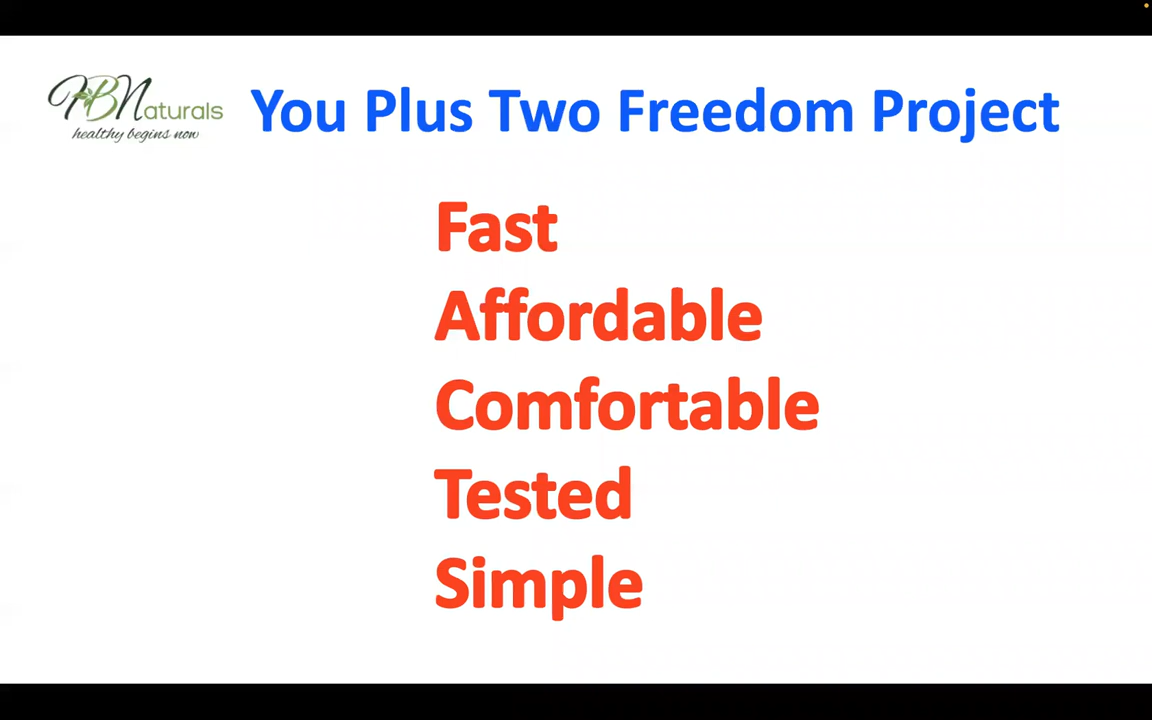 HBNaturals
healthy begins now
You Plus Two Freedom Project
Fast
Affordable
Comfortable
Tested
Simple